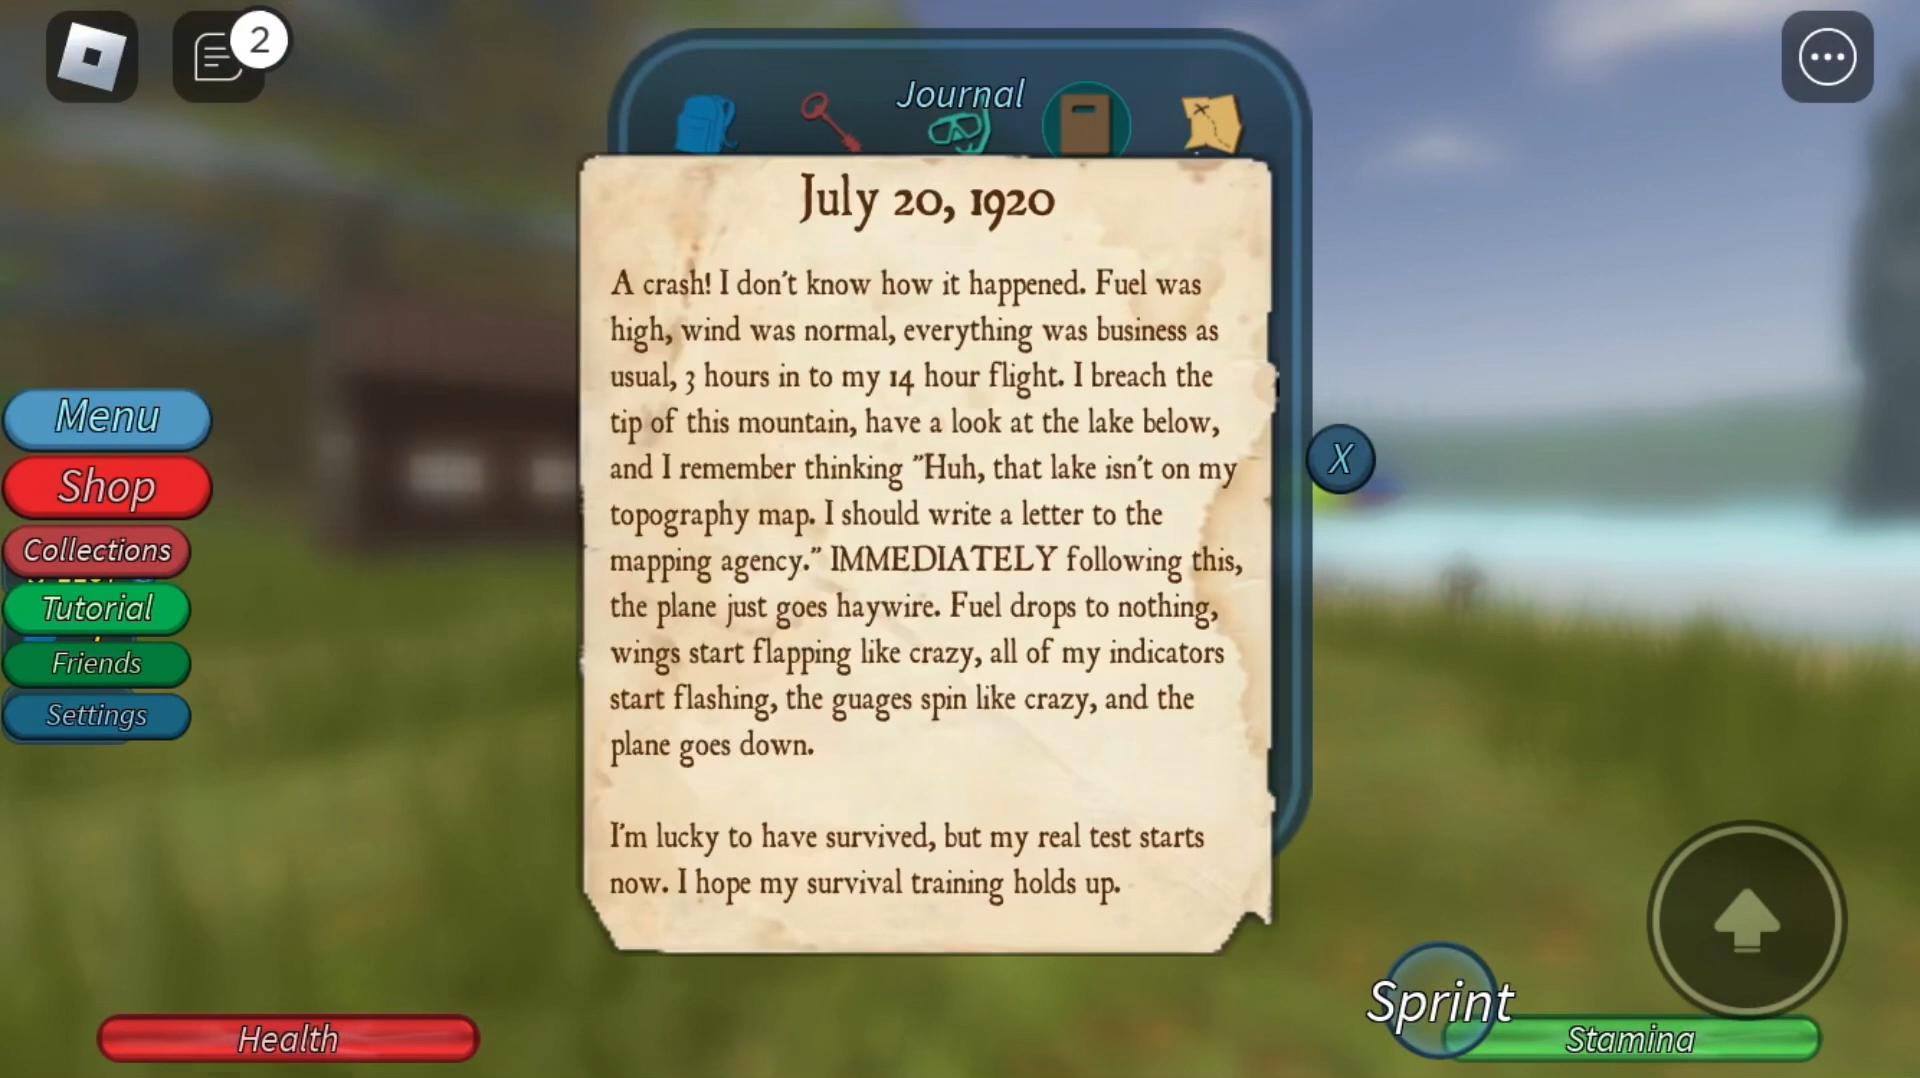 2
Journal
July 20, 1920
A crash! I don't know how it happened. Fuel was
high, wind was normal, everything was business as
usual, 3 hours in to my 14 hour flight. I breach the
tip of this mountain, have a look at the lake below,
and I remember thinking "Huh, that lake isn't on my
topography map. I should write a letter to the
mapping agency." IMMEDIATELY following this,
the plane just goes haywire. Fuel drops to nothing,
wings start flapping like crazy, all of my indicators
start flashing, the guages spin like crazy, and the
plane goes down.
I'm lucky to have survived, but my real test starts
now. I hope my survival training holds up.
X
Menu
Shop
Collections
Tutorial
Friends
Settings
Health
Sprint
Stamina